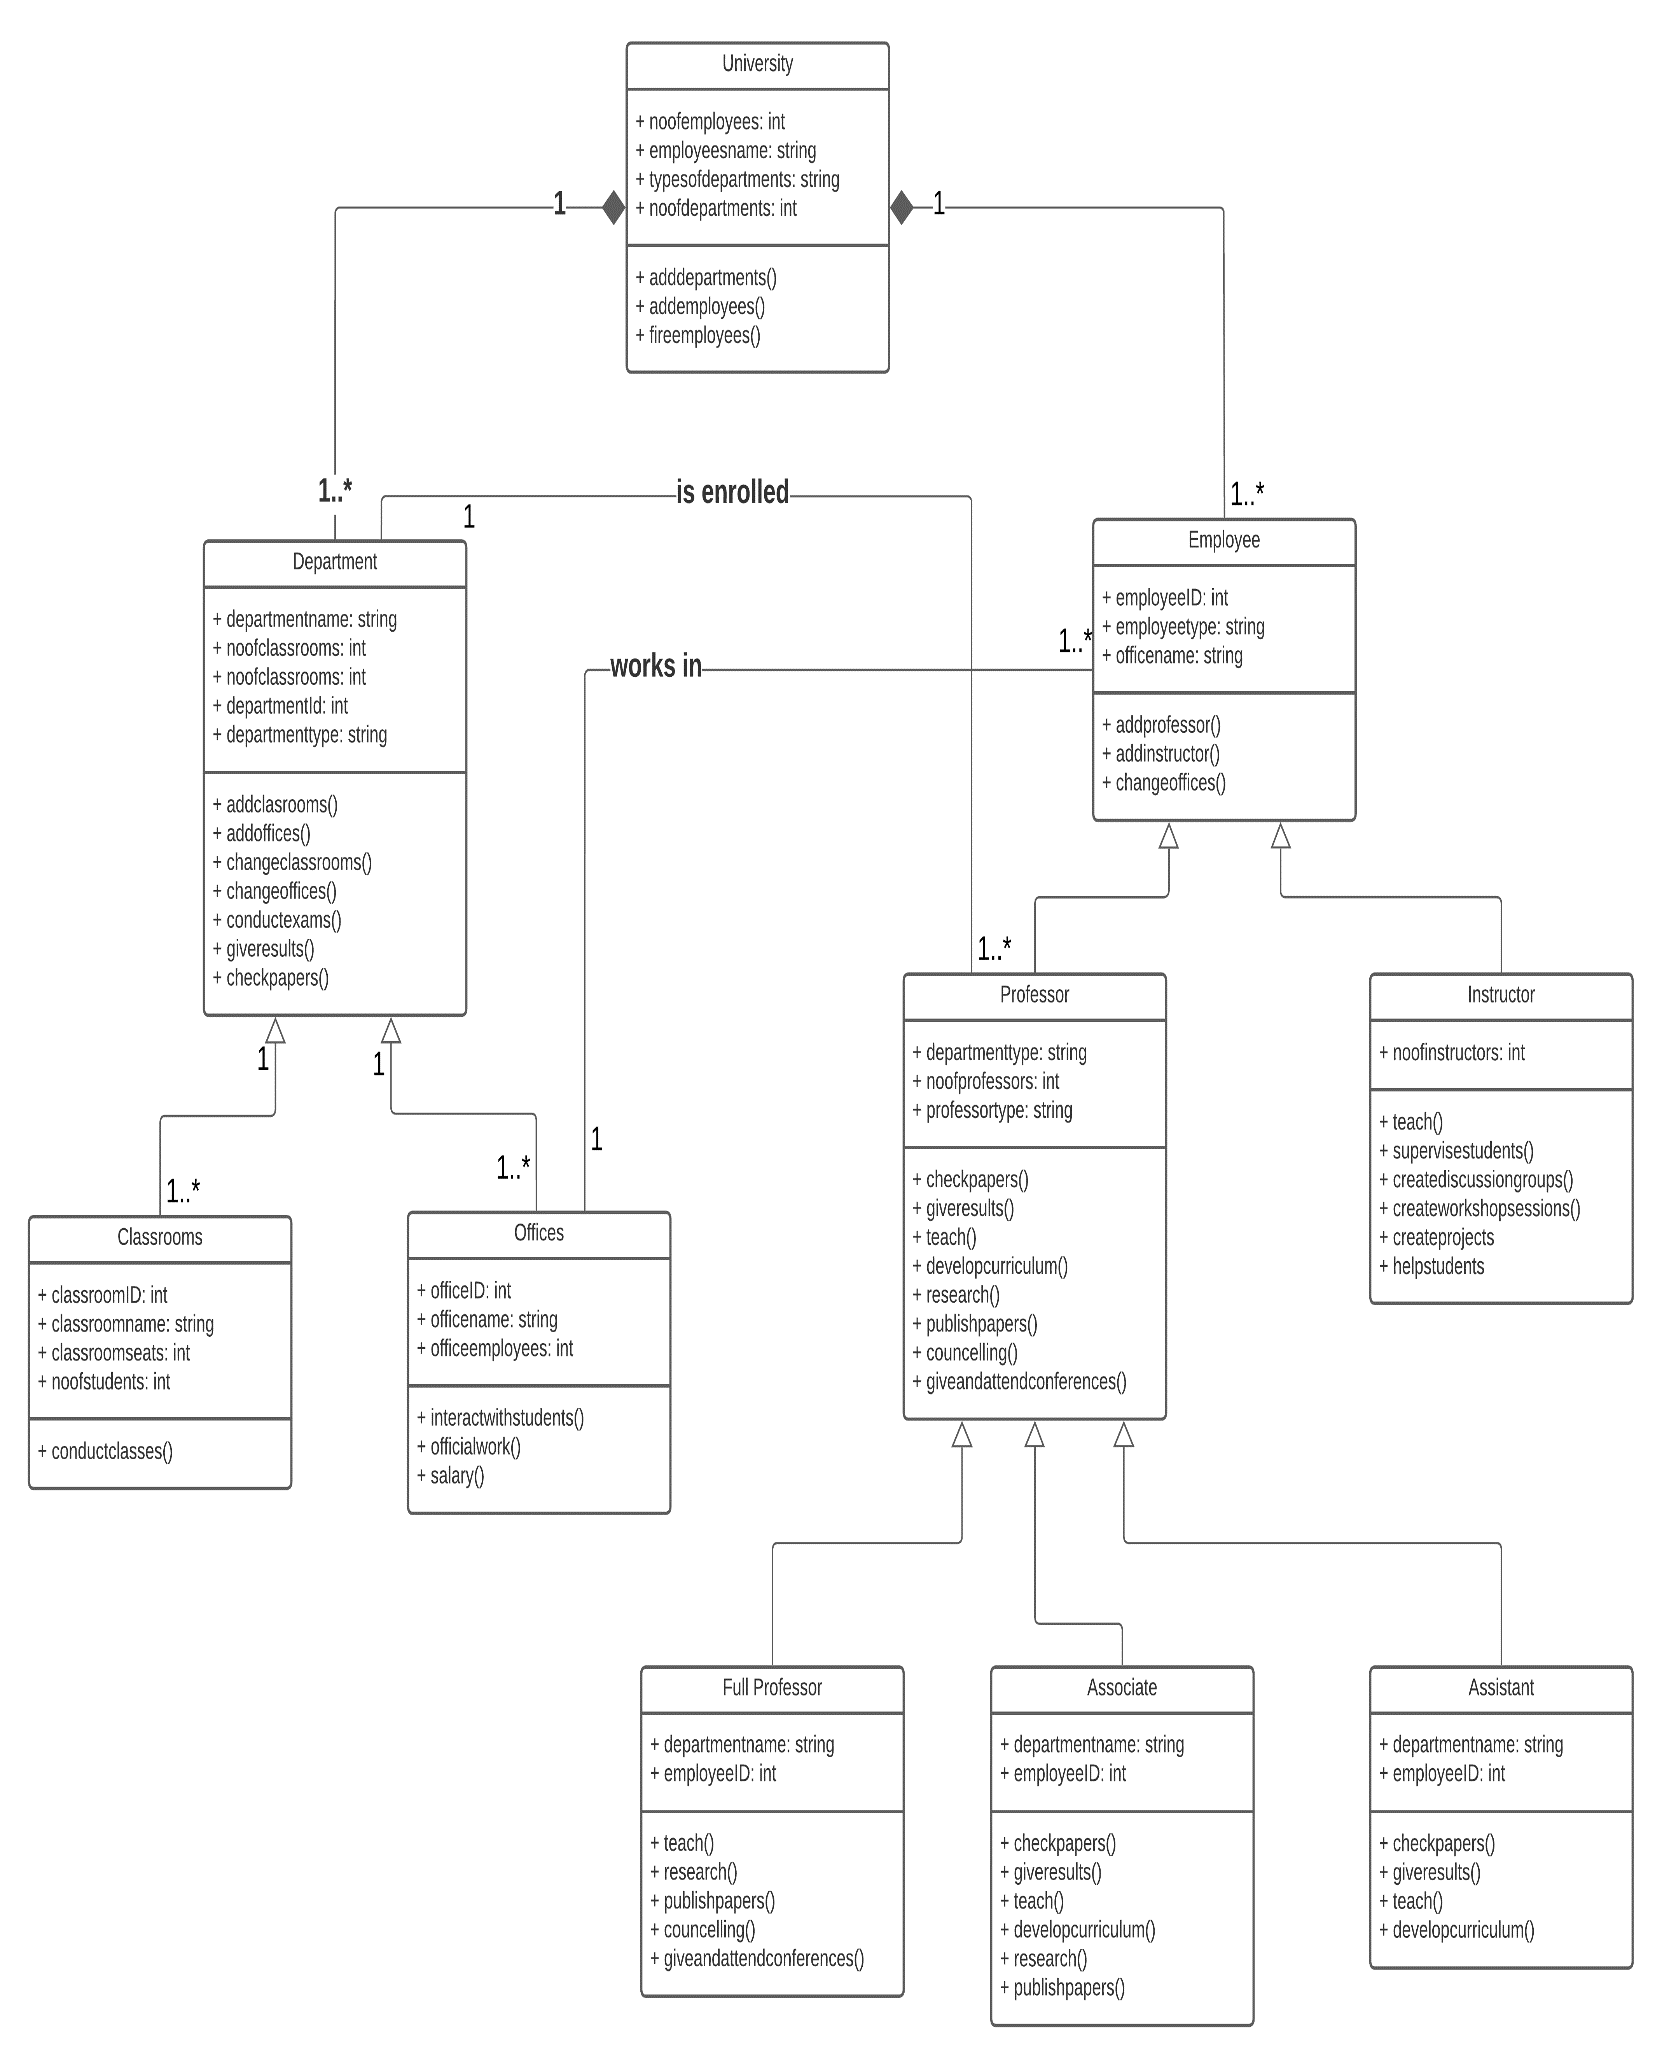 University
+ noofemployees: int
+ employeesname: string
+ typesofdepartments: string
+ noofdepartments: int
+ adddepartments()
+ addemployees()
+ fireemployees()
1
1
1..*
is enrolled
1
1..*
Department
+ departmentname: string
+ noofclassrooms: int
+ noofclassrooms: int
+ departmentId: int
+ departmenttype: string
+ addclasrooms()
+ addoffices()
+ changeclassrooms()
+ changeoffices()
+ conductexams()
+ giveresults()
+ checkpapers()
Employee
+ employeeID: int
+ employeetype: string
+ officename: string
+ addprofessor()
+ addinstructor()
+ changeoffices()
1..*
works in
1..*
1
1
1
1..*
1..*
Professor
+ departmenttype: string
+ noofprofessors: int
+ professortype: string
+ checkpapers()
+ giveresults()
+ teach()
+ developcurriculum()
+ research()
+ publishpapers()
+ councelling()
+ giveandattendconferences()
Instructor
+ noofinstructors: int
+ teach()
+ supervisestudents()
+ creatediscussiongroups()
+ createworkshopsessions()
+ createprojects
+ helpstudents
Classrooms
+ classroomID: int
+ classroomname: string
+ classroomseats: int
+ noofstudents: int
+ conductclasses()
Offices
+ officeID: int
+ officename: string
+ officeemployees: int
+ interactwithstudents()
+ officialwork()
+ salary()
Full Professor
+ departmentname: string
+ employeeID: int
+ teach()
+ research()
+ publishpapers()
+ councelling()
+ giveandattendconferences()
Associate
+ departmentname: string
+ employeeID: int
+ checkpapers()
+ giveresults()
+ teach()
+ developcurriculum()
+ research()
+ publishpapers()
Assistant
+ departmentname: string
+ employeeID: int
+ checkpapers()
+ giveresults()
+ teach()
+ developcurriculum()